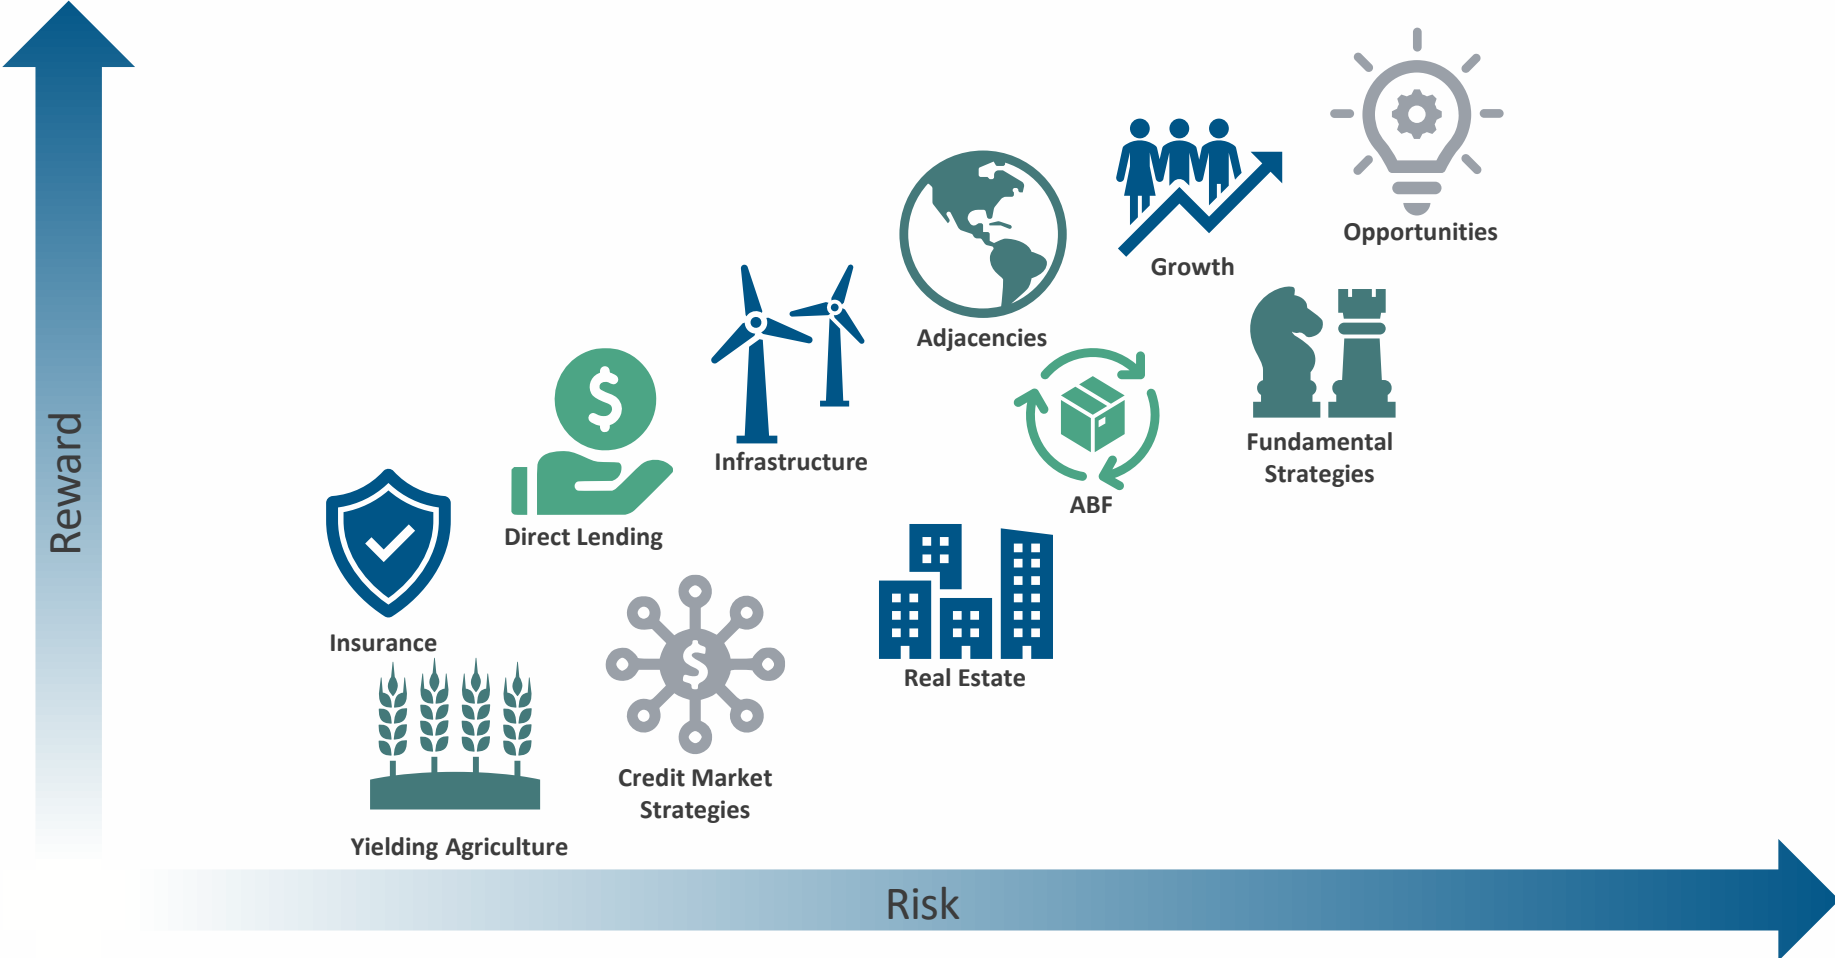 Opportunities
Growth
Adjacencies
Fundamental
Strategies
Infrastructure
ABF
Direct Lending
Insurance
Real Estate
Credit Market
Strategies
Yielding Agriculture
Reward
Risk
$
$